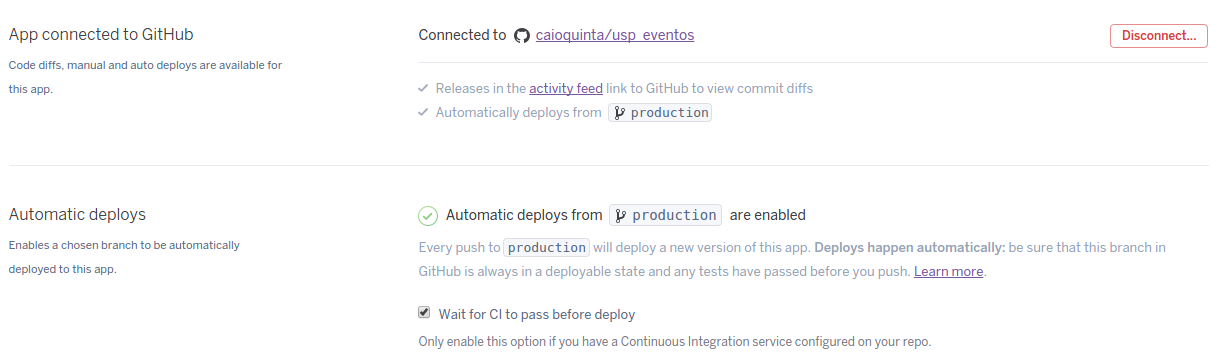 App connected to GitHub
Code diffs, manual and auto deploys are available for
this app.
Connected to caioquinta/usp_eventos
Disconnect...
Releases in the activity feed link to GitHub to view commit diffs
Automatically deploys from production
Automatic deploys
Enables a chosen branch to be automatically
deployed to this app.
Automatic deploys from production are enabled
Every push to production will deploy a new version of this app. Deploys happen automatically: be sure that this branch in
GitHub is always in a deployable state and any tests have passed before you push. Learn more.
Wait for CI to pass before deploy
Only enable this option if you have a Continuous Integration service configured on your repo.